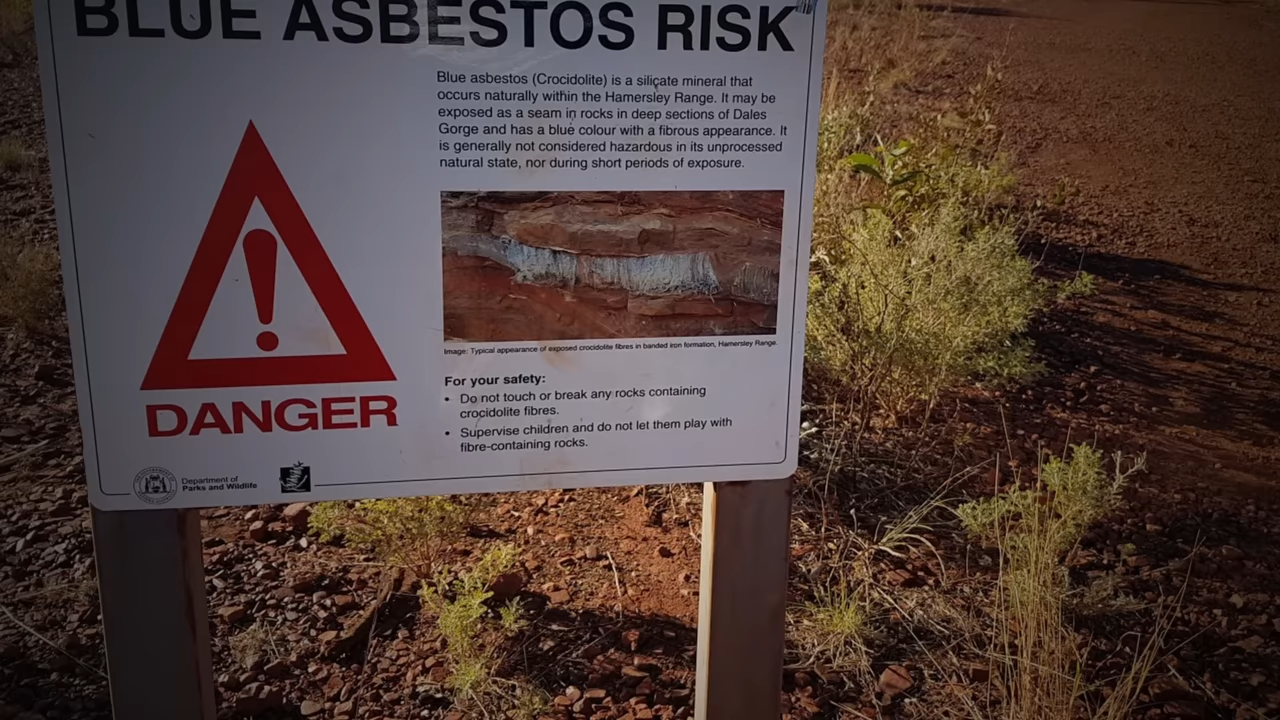 BLUE ASBESTOS RISK
Blue asbestos (Crocidolite) is a silicate mineral that
occurs naturally within the Hamersley Range. It may be
exposed as a seam in rocks in deep sections of Dales
Gorge and has a blue colour with a fibrous appearance. It
is generally not considered hazardous in its unprocessed
natural state, nor during short periods of exposure.
Image: Typical appearance of exposed crocidolite fibres in banded iron formation, Hamersley Range.
DANGER
For your safety:
• Do not touch or break any rocks containing
crocidolite fibres.
• Supervise children and do not let them play with
fibre-containing rocks.
Department of
Parks and Wildlife